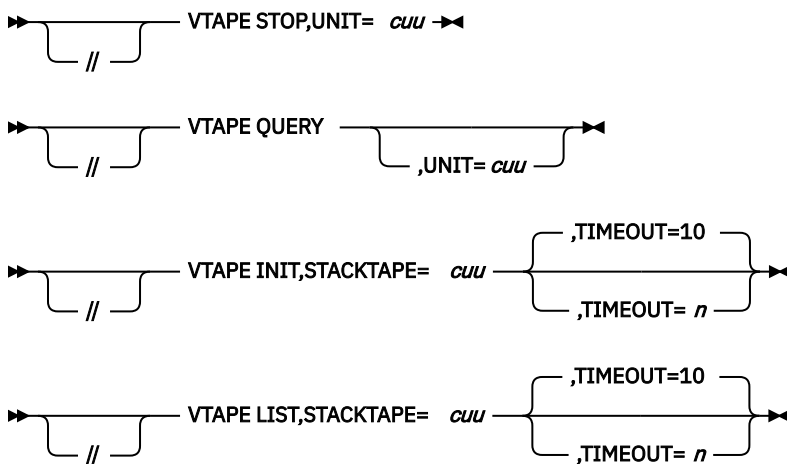 VTAPE STOP,UNIT= cuu
//
VTAPE QUERY
//
,UNIT= cuu
,TIMEOUT=10
VTAPE INIT,STACKTAPE= cuu
//
,TIMEOUT= n
,TIMEOUT=10
VTAPE LIST,STACKTAPE= cuu
//
,TIMEOUT= n